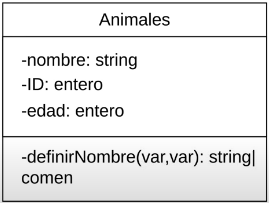 Animales
-nombre: string
-ID: entero
-edad: entero
-definirNombre(var,var): string|
comen